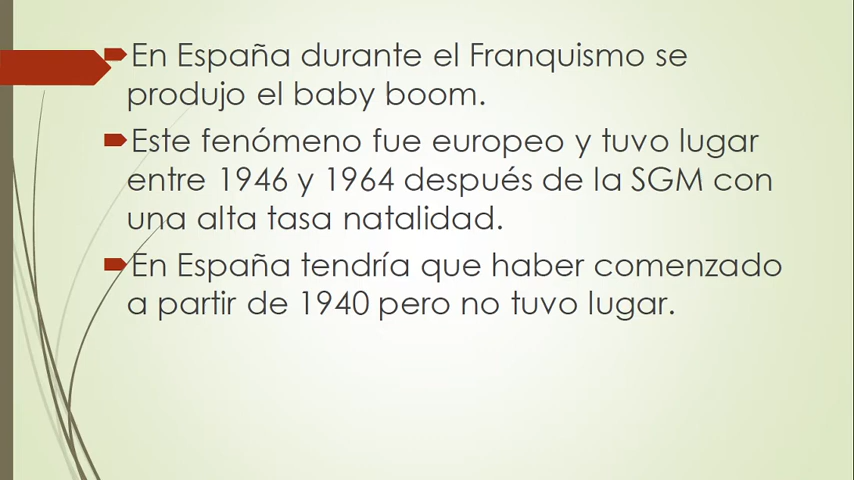 En España durante el Franquismo se
produjo el baby boom.
Este fenómeno fue europeo y tuvo lugar
entre 1946 y 1964 después de la SGM con
una alta tasa natalidad.
En España tendría que haber comenzado
a partir de 1940 pero no tuvo lugar.